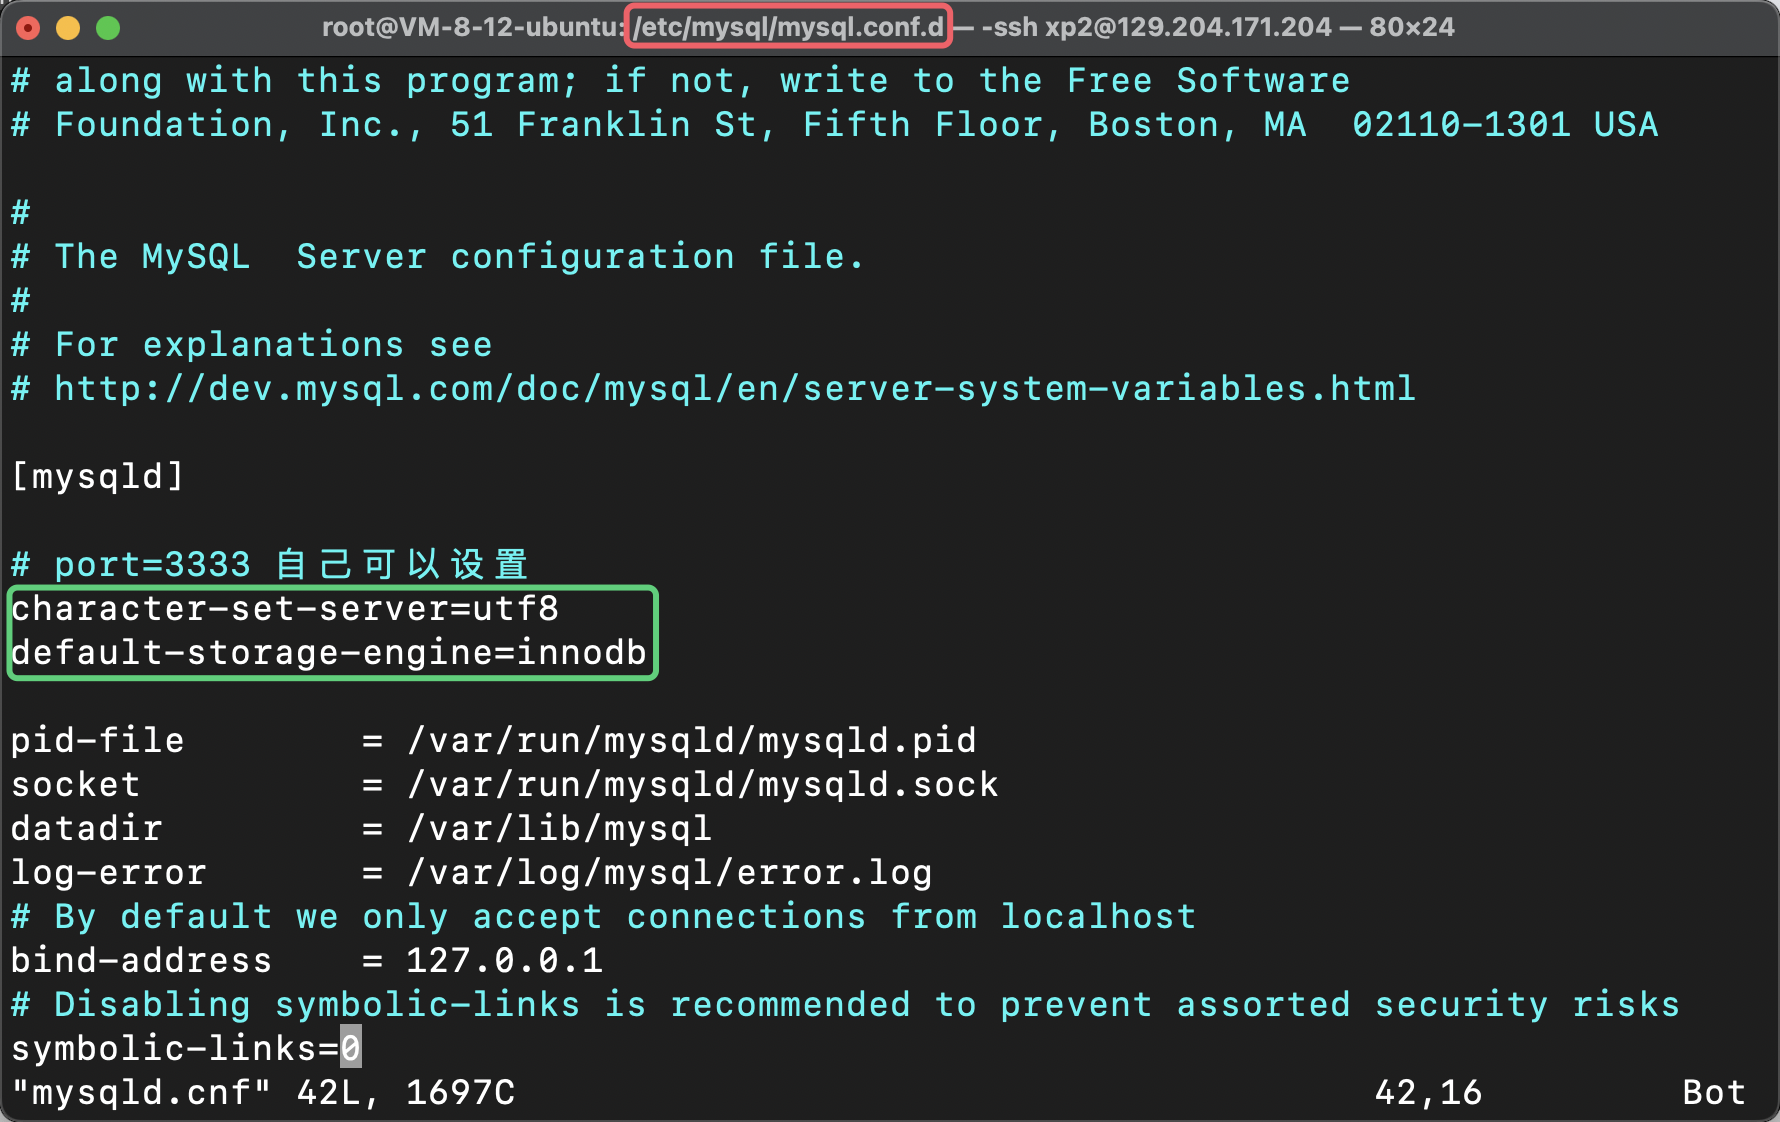 root@VM-8-12-ubuntu: /etc/mysql/mysql.conf.d — -ssh xp2@129.204.171.204 — 80×24
# along with this program; if not, write to the Free Software
# Foundation, Inc., 51 Franklin St, Fifth Floor, Boston, MA  02110-1301 USA
#
# The MySQL  Server configuration file.
#
# For explanations see
# http://dev.mysql.com/doc/mysql/en/server-system-variables.html
[mysqld]
# port=3333 自己可以设置
character-set-server=utf8
default-storage-engine=innodb
pid-file        = /var/run/mysqld/mysqld.pid
socket          = /var/run/mysqld/mysqld.sock
datadir         = /var/lib/mysql
log-error       = /var/log/mysql/error.log
# By default we only accept connections from localhost
bind-address    = 127.0.0.1
# Disabling symbolic-links is recommended to prevent assorted security risks
symbolic-links=0
"mysqld.cnf" 42L, 1697C                                       42,16         Bot